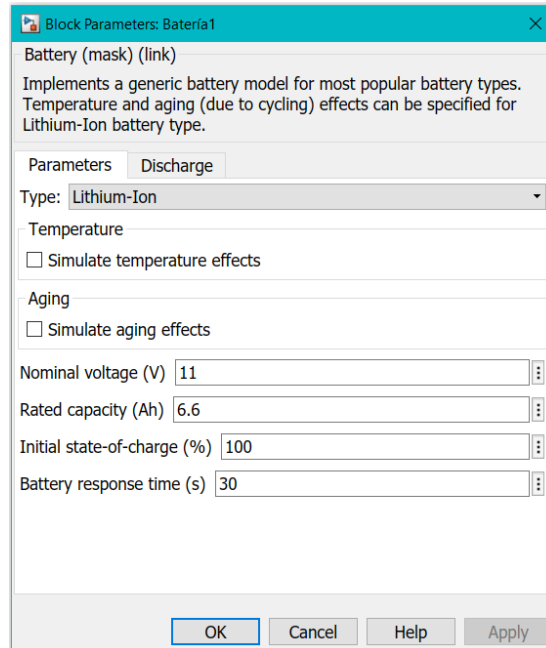 Block Parameters: Batería1
Battery (mask) (link)
Implements a generic battery model for most popular battery types.
Temperature and aging (due to cycling) effects can be specified for
Lithium-Ion battery type.
Parameters Discharge
Type: Lithium-Ion
Temperature
Simulate temperature effects
Aging
Simulate aging effects
Nominal voltage (V) 11
Rated capacity (Ah) 6.6
Initial state-of-charge (%) 100
Battery response time (s) 30
OK Cancel Help Apply